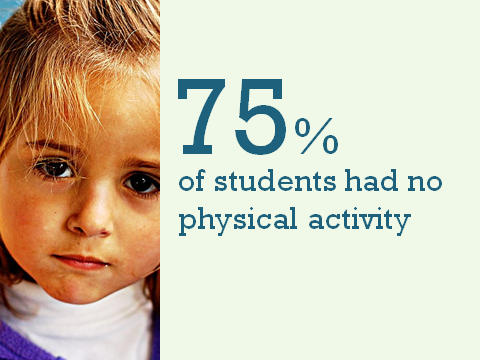 75%
of students had no
physical activity